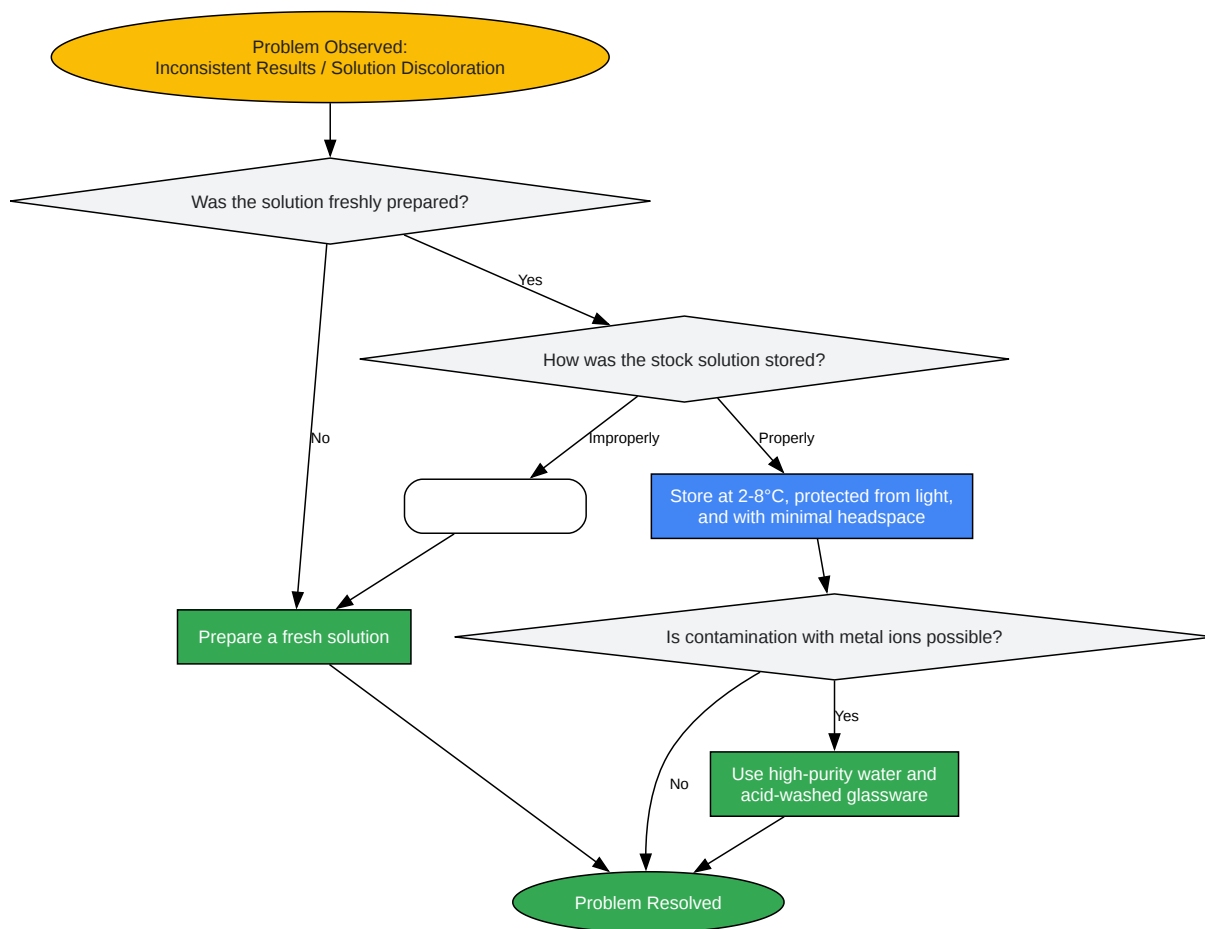 Problem Observed:
Inconsistent Results / Solution Discoloration
Was the solution freshly prepared?
Yes
How was the stock solution stored?
No
Improperly
Properly
Store at 2-8°C, protected from light,
and with minimal headspace
Prepare a fresh solution
Is contamination with metal ions possible?
Yes
No
Use high-purity water and
acid-washed glassware
Problem Resolved